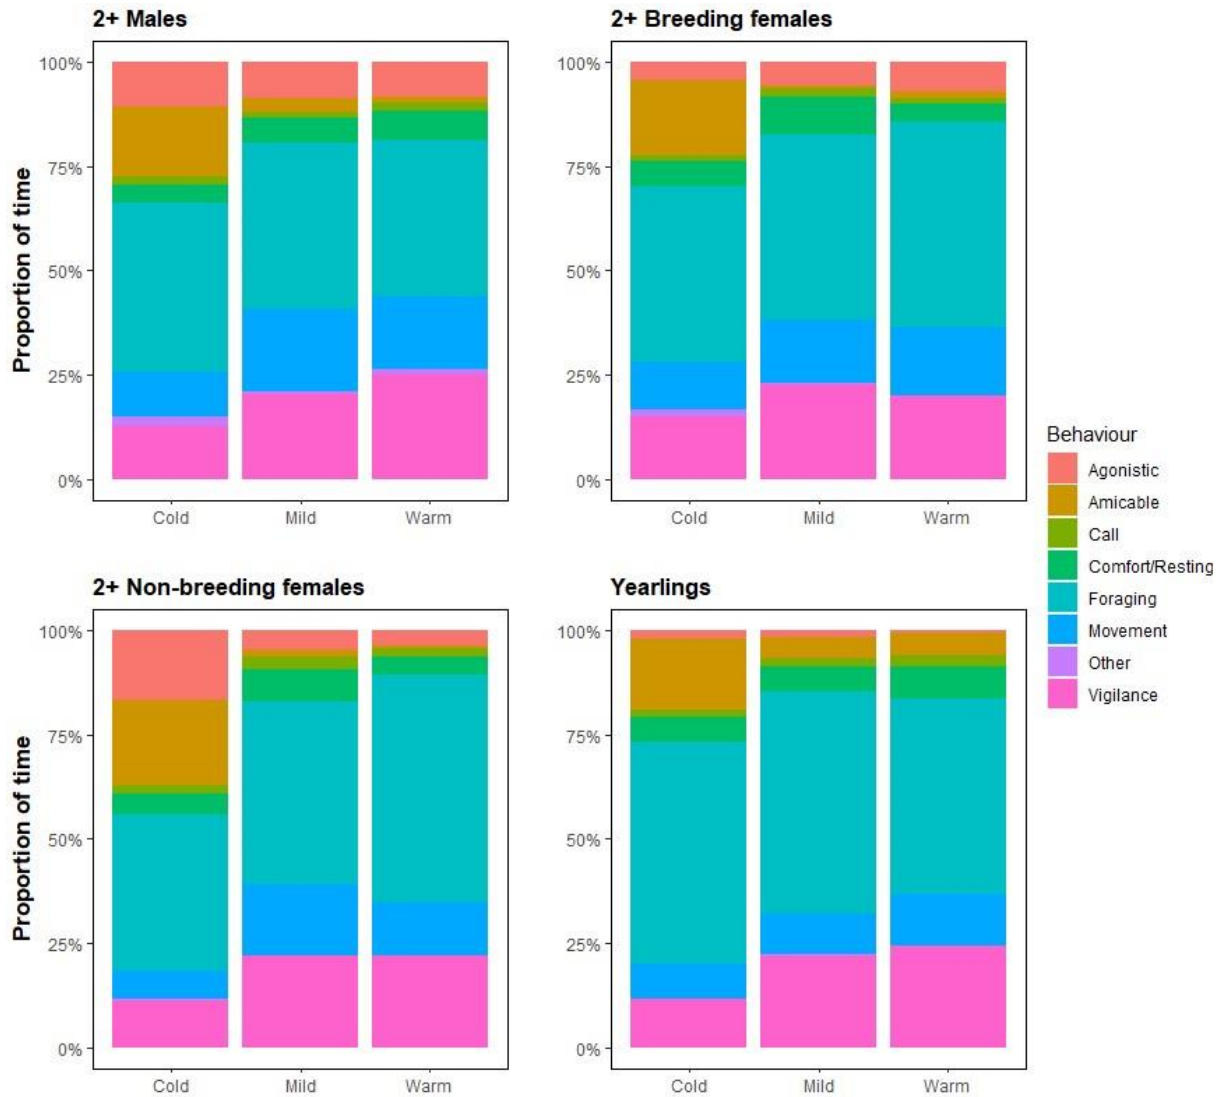 2+ Males
Proportion of time
100%
75%
50%
25%
0%
Cold Mild Warm
2+ Breeding females
100%
75%
50%
25%
0%
Cold Mild Warm
2+ Non-breeding females
Proportion of time
100%
75%
50%
25%
0%
Cold Mild Warm
Yearlings
100%
75%
50%
25%
0%
Cold Mild Warm
Behaviour
Agonistic
Amicable
Call
Comfort/Resting
Foraging
Movement
Other
Vigilance